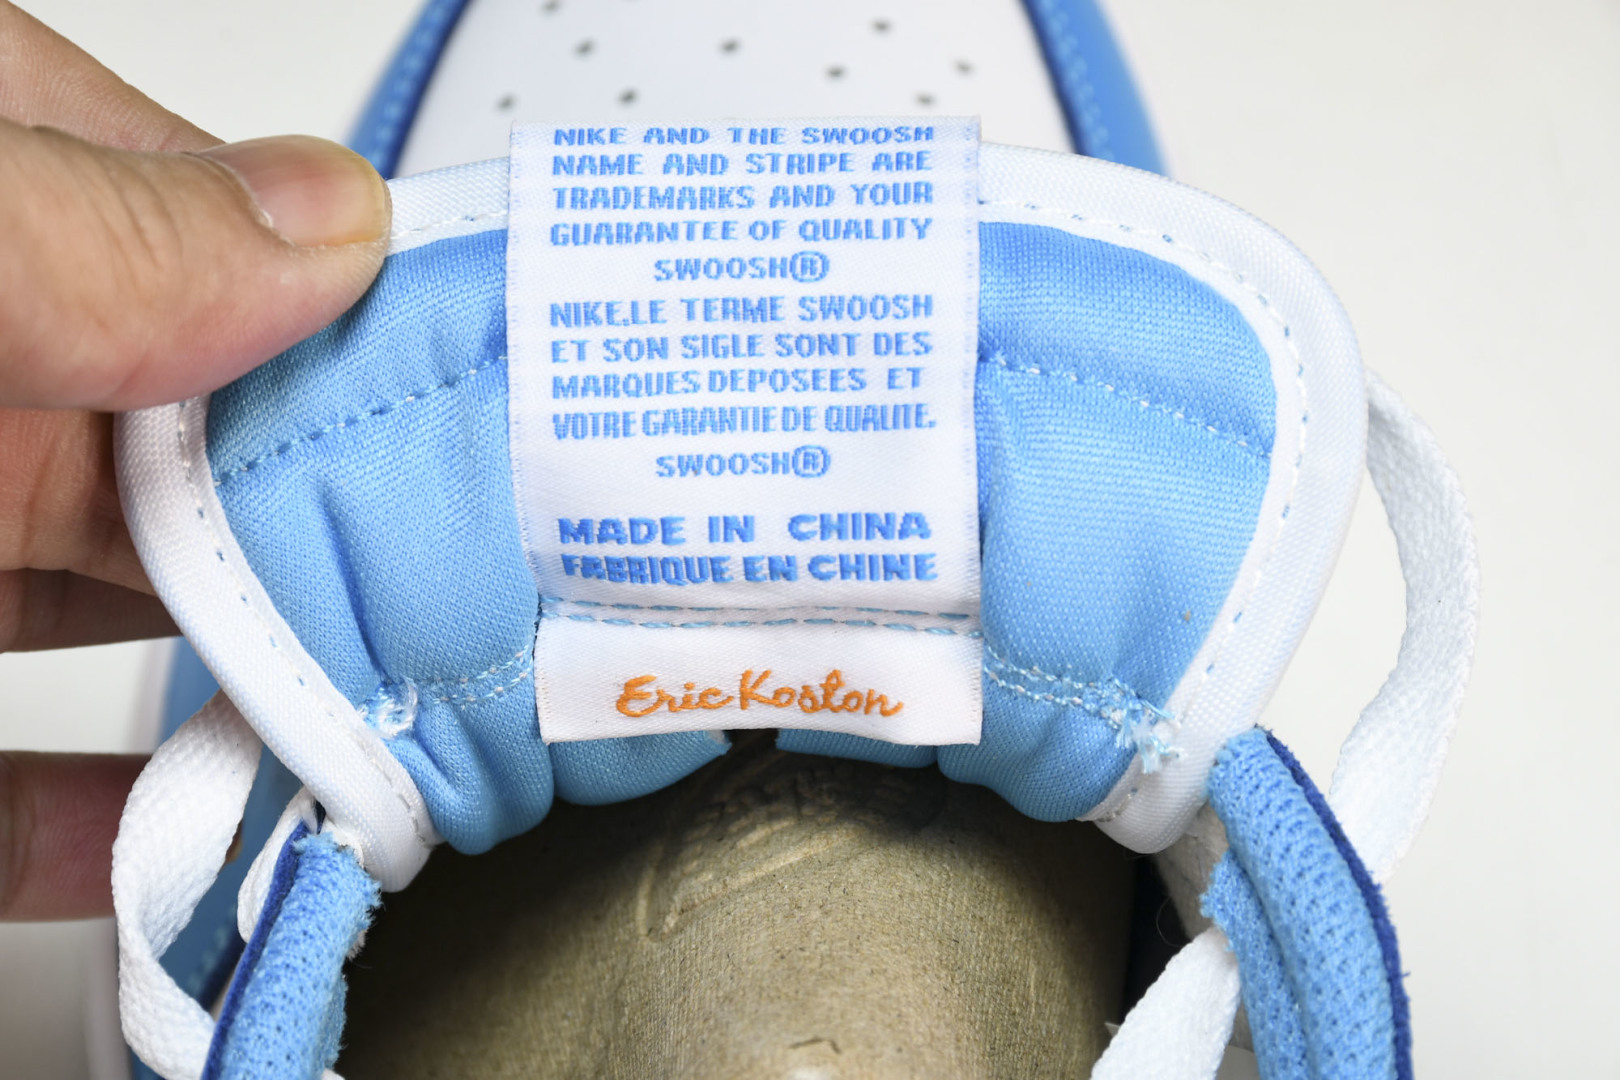 NIKE AND THE SWOOSH
NAME AND STRIPE ARE
TRADEMARKS AND YOUR
GUARANTEE OF QUALITY
SWOOSH®
NIKE,LE TERME SWOOSH
ET SON SIGLE SONT DES
MARQUES DEPOSEES ET
VOTRE GARANTIE DE QUALITE.
SWOOSH®
MADE IN CHINA
FABRIQUE EN CHINE
Eric Koston